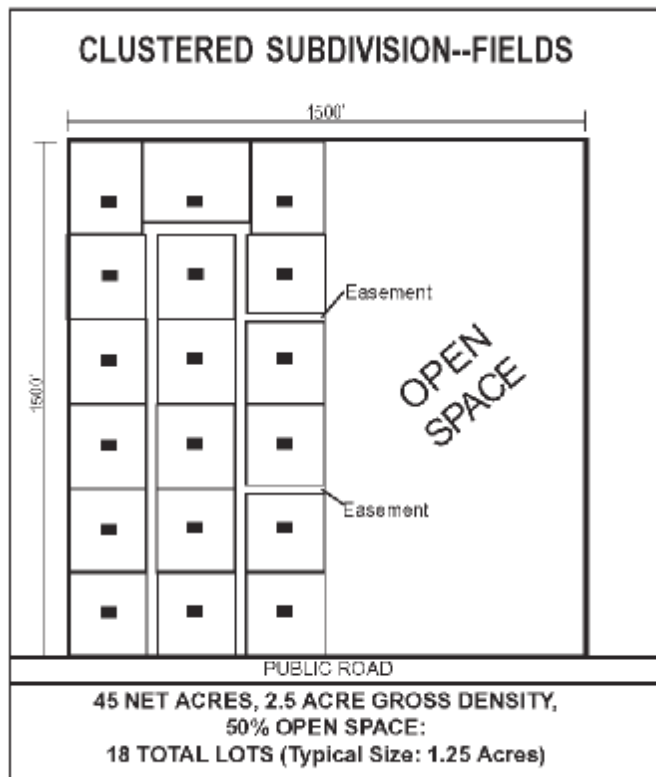 CLUSTERED SUBDIVISION--FIELDS
1500'
1500'
Easement
OPEN
SPACE
Easement
PUBLIC ROAD
45 NET ACRES, 2.5 ACRE GROSS DENSITY,
50% OPEN SPACE:
18 TOTAL LOTS (Typical Size: 1.25 Acres)